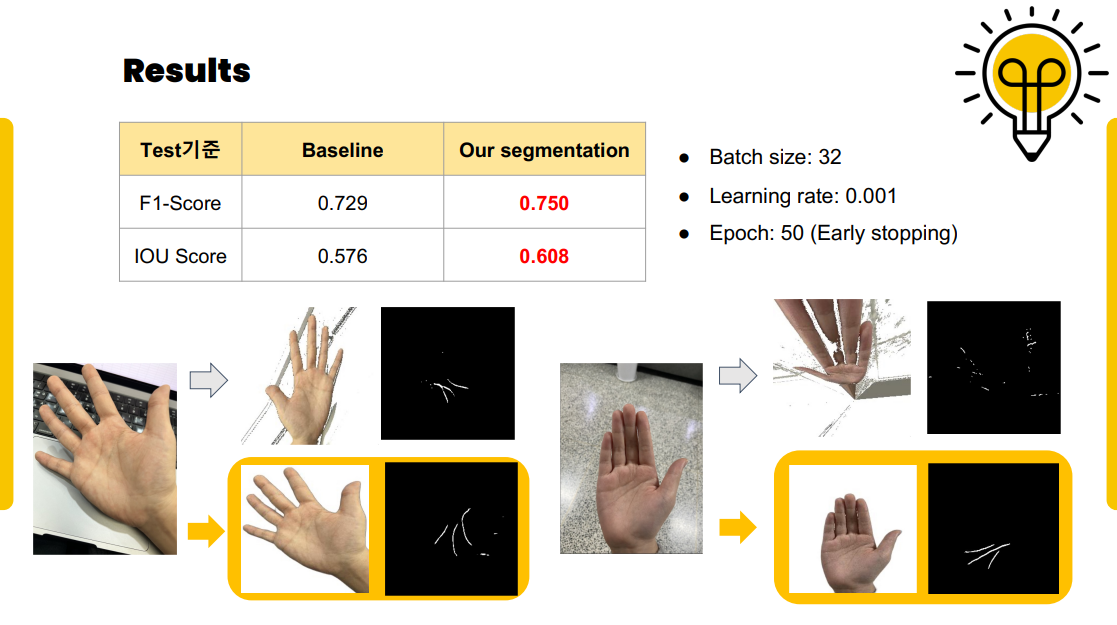 Results
Test기준 Baseline Our segmentation
F1-Score 0.729 0.750
IOU Score 0.576 0.608
● Batch size: 32
● Learning rate: 0.001
● Epoch: 50 (Early stopping)